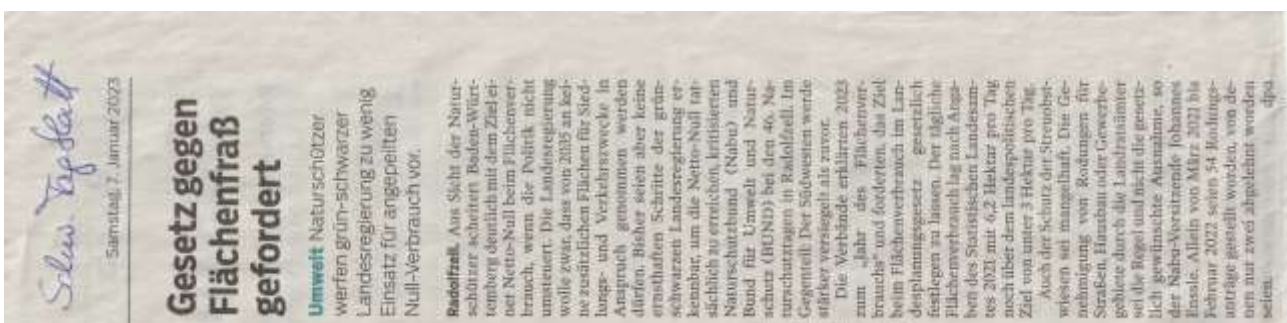 Tagblatt
Samstag, 7. Januar 2023
Gesetz gegen
Flächenfraß
gefordert
Umwelt Naturschützer
werfen grün-schwarzer
Landesregierung zu wenig
Einsatz für angepeilten
Null-Verbrauch vor.
Radolfzell. Aus Sicht der Natur-
schützer scheitert Baden-Würt-
temberg deutlich mit dem Ziel ei-
ner Netto-Null beim Flächenver-
brauch, wenn die Politik nicht
umsteuert. Die Landesregierung
wolle zwar, dass von 2035 an kei-
ne zusätzlichen Flächen für Sied-
lungs- und Verkehrszwecke in
Anspruch genommen werden
dürfen. Bisher seien aber keine
ernsthaften Schritte der grün-
schwarzen Landesregierung er-
kennbar, um die Netto-Null tat-
sächlich zu erreichen, kritisierten
Naturschutzbund (Nabu) und
Bund für Umwelt und Natur-
schutz (BUND) bei den 46. Na-
turschutztagen in Radolfzell. Im
Gegenteil: Der Südwesten werde
stärker versiegelt als zuvor.
Die Verbände erklärten 2023
zum „Jahr des Flächenver-
brauchs“ und forderten, das Ziel
beim Flächenverbrauch im Lan-
desplanungsgesetz gesetzlich
festlegen zu lassen. Der tägliche
Flächenverbrauch lag nach Anga-
ben des Statistischen Landesam-
tes 2021 mit 6,2 Hektar pro Tag
noch über dem landespolitischen
Ziel von unter 3 Hektar pro Tag.
Auch der Schutz der Streuobst-
wiesen sei mangelhaft. Die Ge-
nehmigung von Rodungen für
Straßen, Hausbau oder Gewerbe-
gebiete durch die Landratsämter
sei die Regel und nicht die gesetz-
lich gewünschte Ausnahme, so
der Nabu-Vorsitzende Johannes
Enssle. Allein von März 2021 bis
Februar 2022 seien 54 Rodungs-
anträge gestellt worden, von de-
nen nur zwei abgelehnt worden
seien. dpa